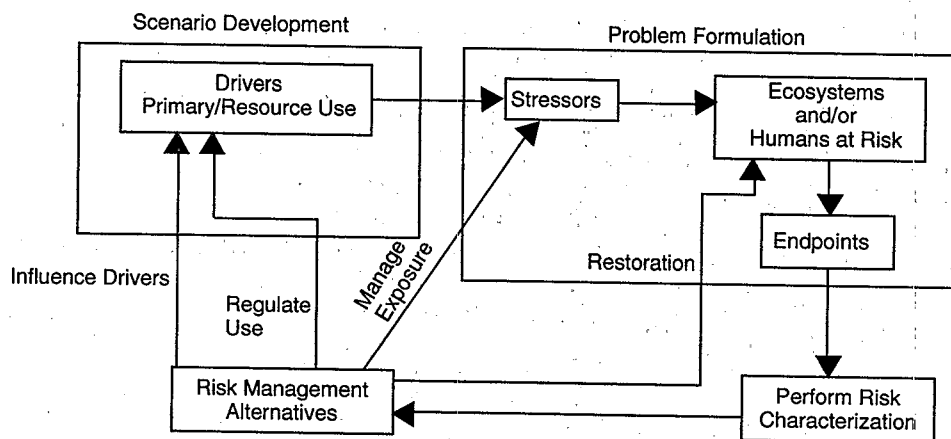 Scenario Development
Problem Formulation
Drivers
Primary/Resource Use
Stressors
Ecosystems
and/or
Humans at Risk
Endpoints
Influence Drivers
Regulate
Use
Manage
Exposure
Restoration
Risk Management
Alternatives
Perform Risk
Characterization